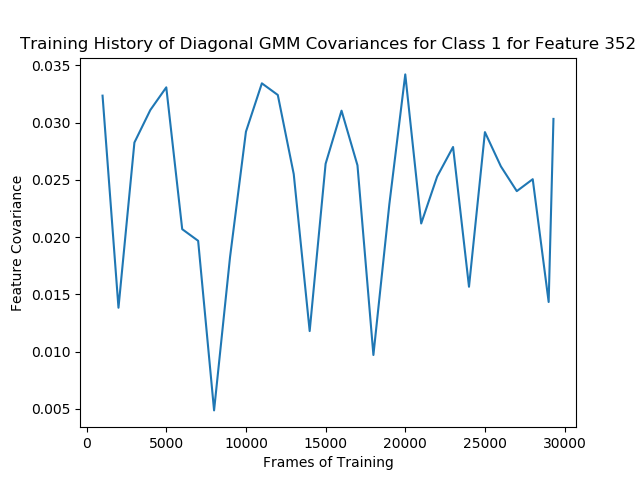 Training History of Diagonal GMM Covariances for Class 1 for Feature 352
0.035
0.030
0.025
0.020
0.015
0.010
0.005
Feature Covariance
0 5000 10000 15000 20000 25000 30000
Frames of Training